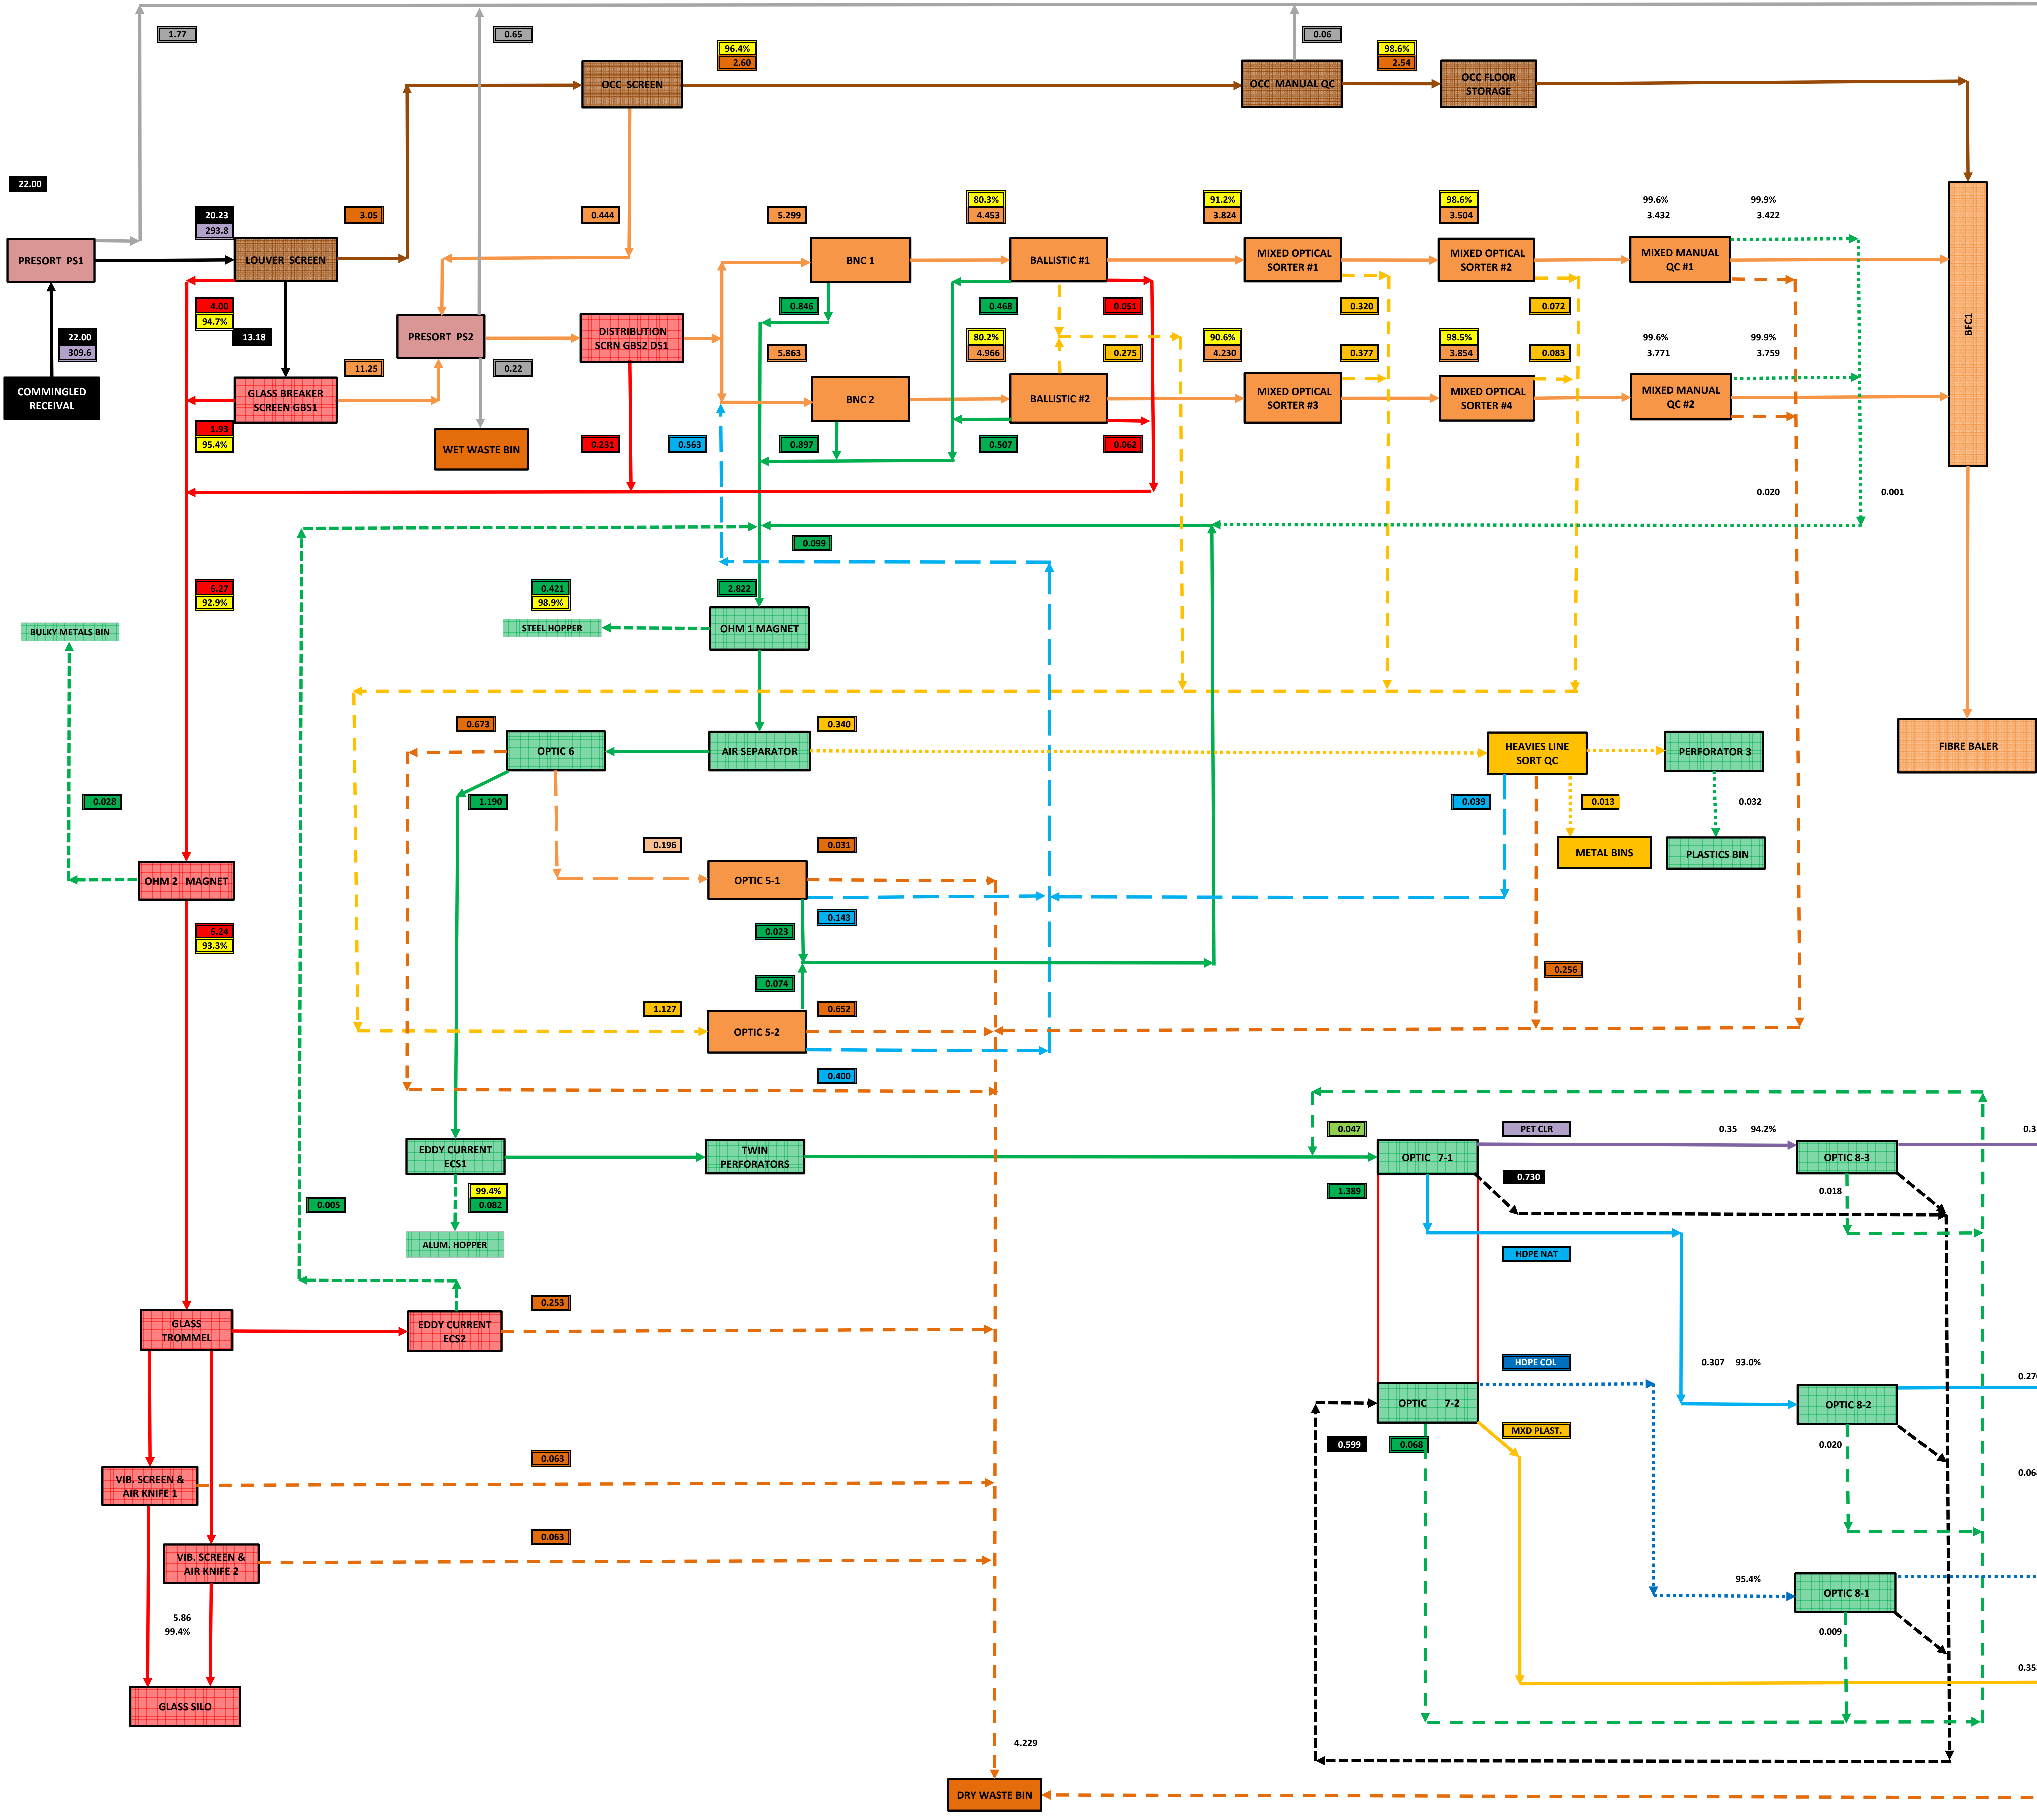 1.77
0.65
0.06
96.4%
2.60
98.6%
2.54
OCC SCREEN
OCC MANUAL QC
OCC FLOOR
STORAGE
22.00
20.23
293.8
3.05
0.444
5.299
80.3%
4.453
91.2%
3.824
98.6%
3.504
99.6%
3.432
99.9%
3.422
PRESORT PS1
LOUVER SCREEN
BNC 1
BALLISTIC #1
MIXED OPTICAL
SORTER #1
MIXED OPTICAL
SORTER #2
MIXED MANUAL
QC #1
BFC1
4.00
94.7%
0.846
0.468
0.051
0.320
0.072
22.00
309.6
13.18
PRESORT PS2
DISTRIBUTION
SCRN GBS2 DS1
5.863
80.2%
4.966
0.275
90.6%
4.230
0.377
98.5%
3.854
0.083
99.6%
3.771
99.9%
3.759
11.25
0.22
COMMINGLED
RECEIVAL
GLASS BREAKER
SCREEN GBS1
BNC 2
BALLISTIC #2
MIXED OPTICAL
SORTER #3
MIXED OPTICAL
SORTER #4
MIXED MANUAL
QC #2
1.93
95.4%
WET WASTE BIN
0.231
0.563
0.897
0.507
0.062
0.020
0.001
0.099
6.27
92.9%
0.421
98.9%
2.822
BULKY METALS BIN
STEEL HOPPER
OHM 1 MAGNET
0.673
0.340
OPTIC 6
AIR SEPARATOR
HEAVIES LINE
SORT QC
PERFORATOR 3
FIBRE BALER
0.028
1.190
0.039
0.013
0.032
0.196
0.031
METAL BINS
PLASTICS BIN
OHM 2 MAGNET
OPTIC 5-1
0.143
6.24
93.3%
0.023
0.256
0.074
1.127
0.652
OPTIC 5-2
0.400
0.047
PET CLR
0.35
94.2%
0.3
EDDY CURRENT
ECS1
TWIN
PERFORATORS
OPTIC 7-1
OPTIC 8-3
0.005
99.4%
0.082
1.389
0.730
0.018
ALUM. HOPPER
HDPE NAT
0.253
GLASS
TROMMEL
EDDY CURRENT
ECS2
HDPE COL
0.307
93.0%
0.27
OPTIC 7-2
OPTIC 8-2
MXD PLAST.
0.599
0.068
0.020
0.063
VIB. SCREEN &
AIR KNIFE 1
0.06
0.063
VIB. SCREEN &
AIR KNIFE 2
95.4%
OPTIC 8-1
5.86
99.4%
0.009
0.35
GLASS SILO
4.229
DRY WASTE BIN